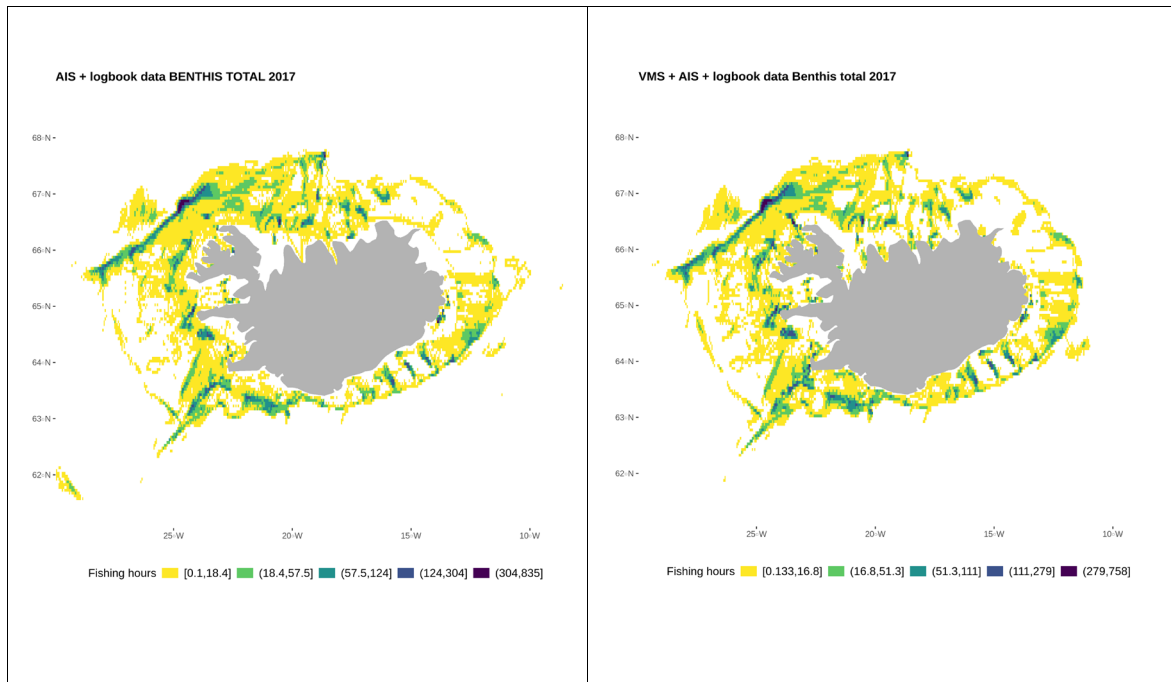 AIS + logbook data BENTHIS TOTAL 2017
68◦N
67◦N
66◦N
65◦N
64◦N
63◦N
62◦N
25◦W 20◦W 15◦W 10◦W
Fishing hours [0.1,18.4] (18.4,57.5] (57.5,124] (124,304] (304,835]
VMS + AIS + logbook data Benthis total 2017
68◦N
67◦N
66◦N
65◦N
64◦N
63◦N
62◦N
25◦W 20◦W 15◦W 10◦W
Fishing hours [0.133,16.8] (16.8,51.3] (51.3,111] (111,279] (279,758]